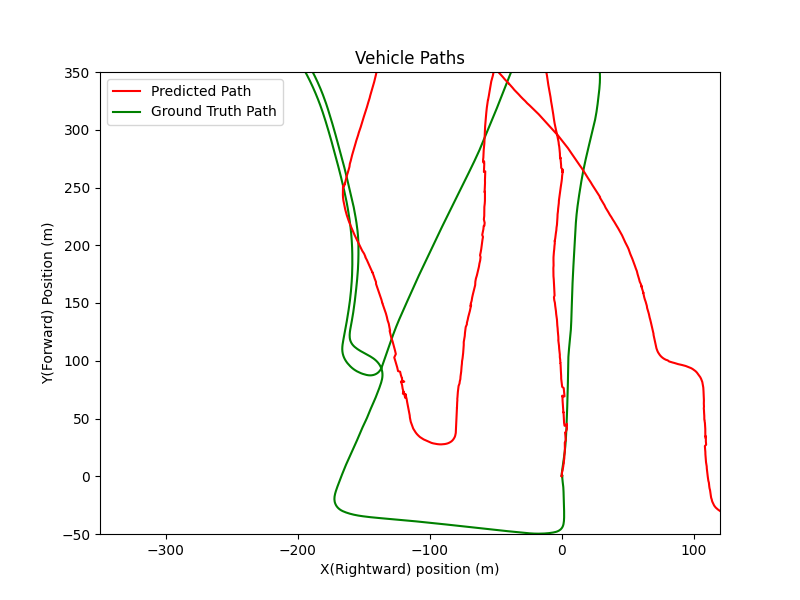 Vehicle Paths
Predicted Path
Ground Truth Path
350
300
250
200
150
100
50
0
−50
Y(Forward) Position (m)
−300
−200
−100
0
100
X(Rightward) position (m)